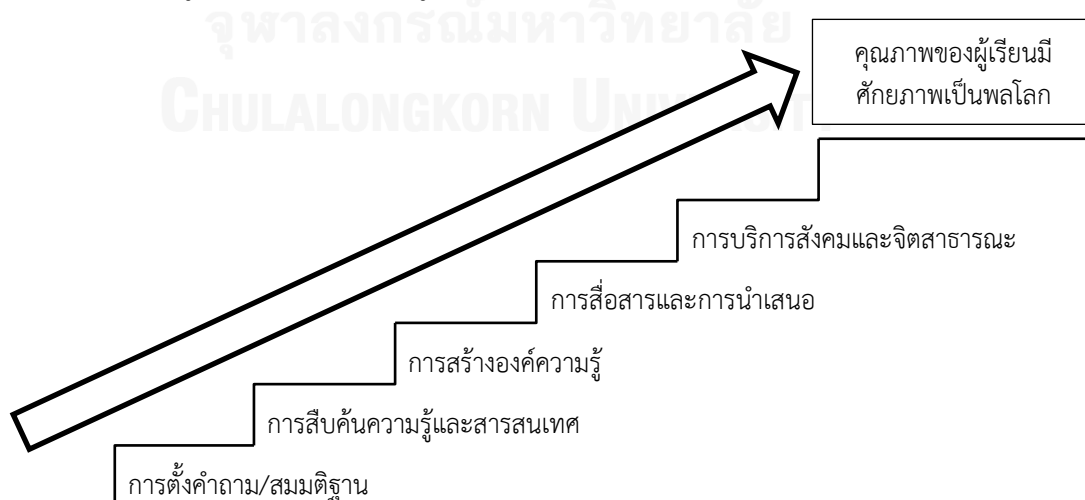 จุฬาลงกรณ์มหาวิทยาลัย
CHULALONGKORN UNIVERSITY
คุณภาพของผู้เรียนมี
ศักยภาพเป็นพลโลก
การบริการสังคมและจิตสาธารณะ
การสื่อสารและการนำเสนอ
การสร้างองค์ความรู้
การสืบค้นความรู้และสารสนเทศ
การตั้งคำถาม/สมมติฐาน